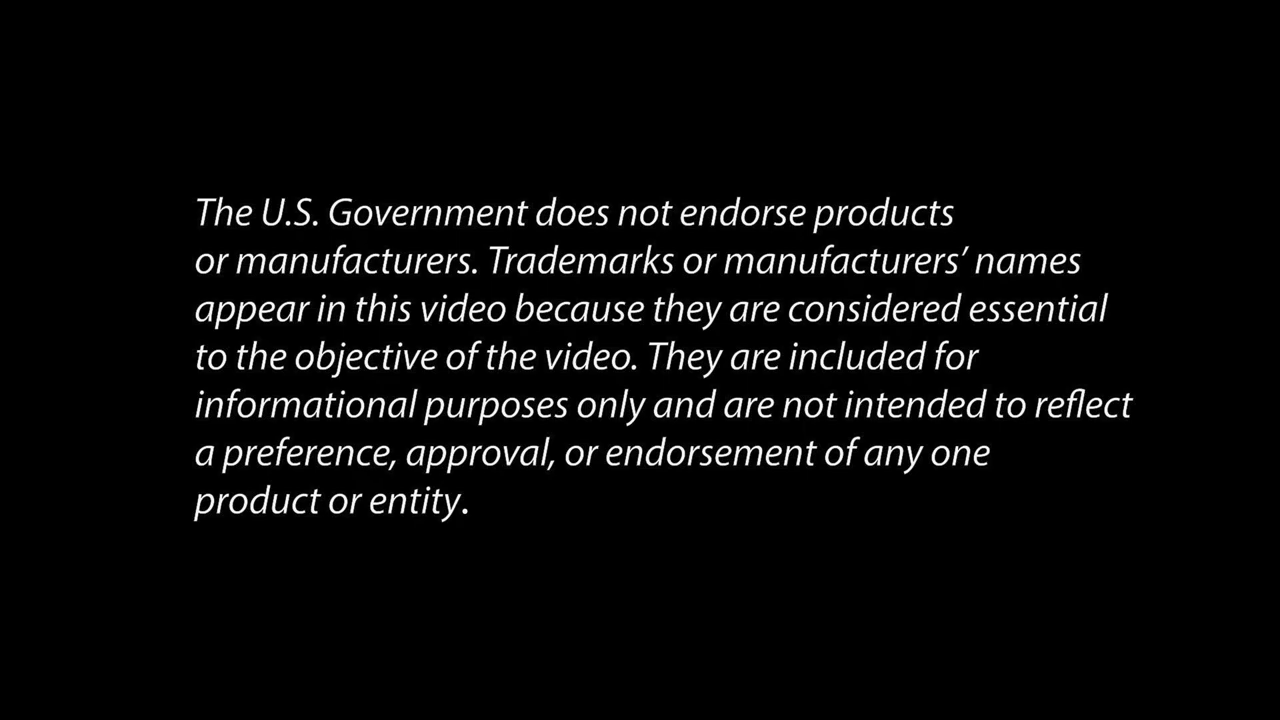 The U.S. Government does not endorse products
or manufacturers. Trademarks or manufacturers’ names
appear in this video because they are considered essential
to the objective of the video. They are included for
informational purposes only and are not intended to reflect
a preference, approval, or endorsement of any one
product or entity.